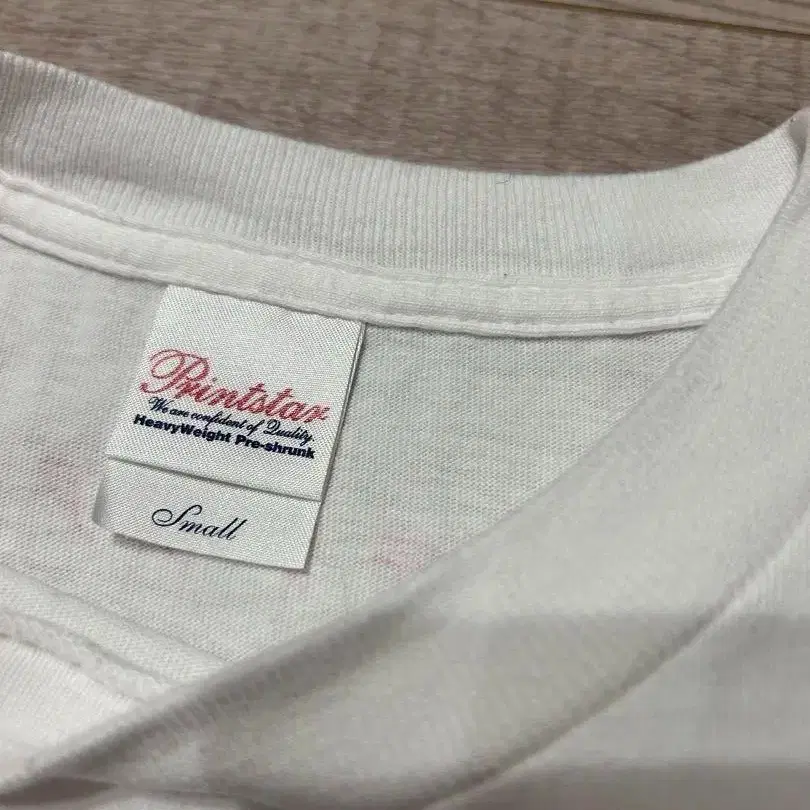 Printstar
We are confident of Quality.
HeavyWeight Pre-shrunk
Small